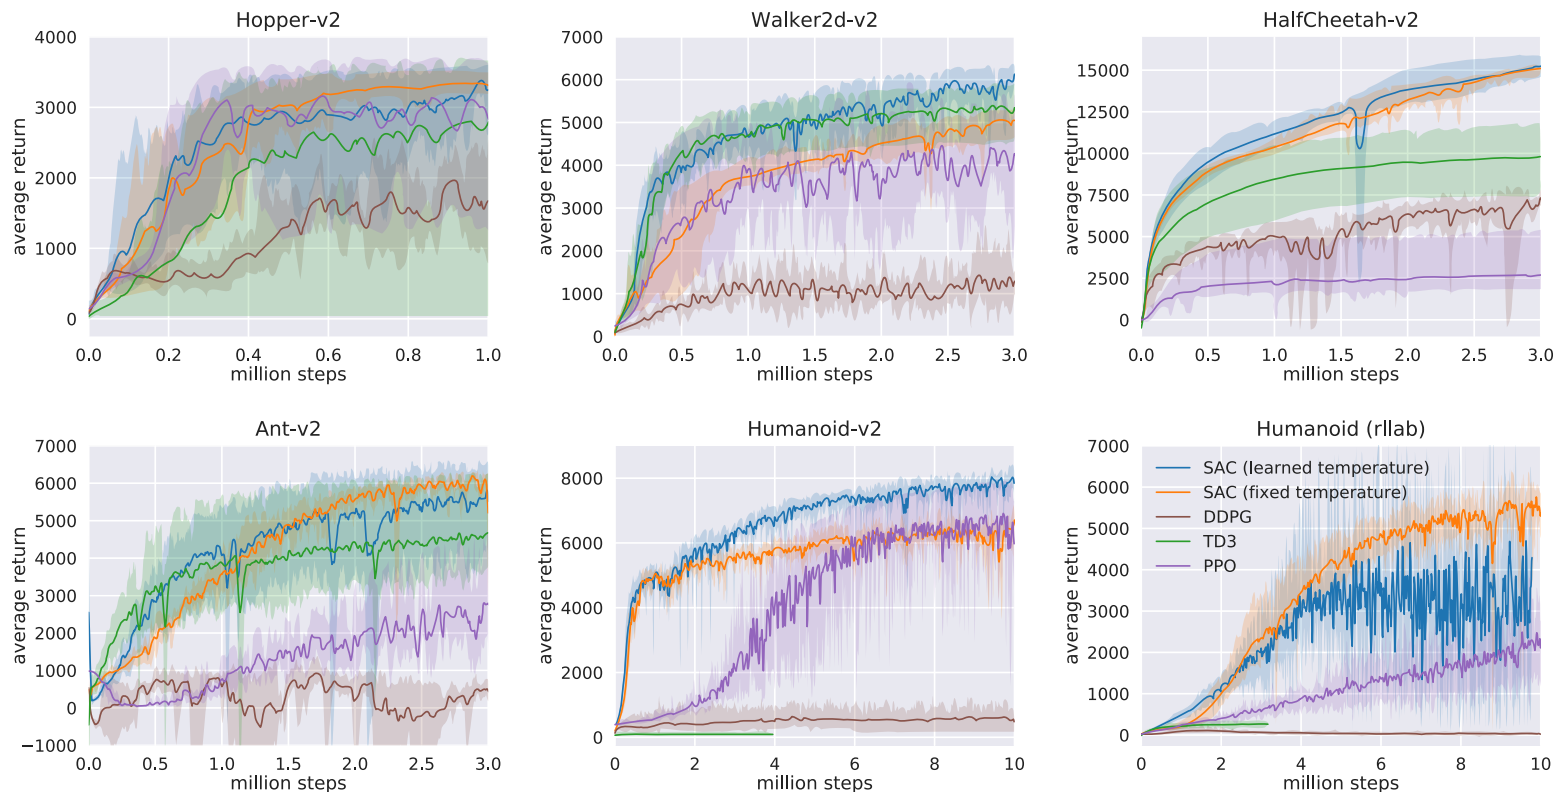 Hopper-v2
4000
3000
2000
1000
0
average return
0.0 0.2 0.4 0.6 0.8 1.0
million steps
Walker2d-v2
7000
6000
5000
4000
3000
2000
1000
0
average return
0.0 0.5 1.0 1.5 2.0 2.5 3.0
million steps
HalfCheetah-v2
15000
12500
10000
7500
5000
2500
0
average return
0.0 0.5 1.0 1.5 2.0 2.5 3.0
million steps
Ant-v2
7000
6000
5000
4000
3000
2000
1000
0
−1000
average return
0.0 0.5 1.0 1.5 2.0 2.5 3.0
million steps
Humanoid-v2
8000
6000
4000
2000
0
average return
0 2 4 6 8 10
million steps
Humanoid (rllab)
7000
6000
5000
4000
3000
2000
1000
0
average return
SAC (learned temperature)
SAC (fixed temperature)
DDPG
TD3
PPO
0 2 4 6 8 10
million steps